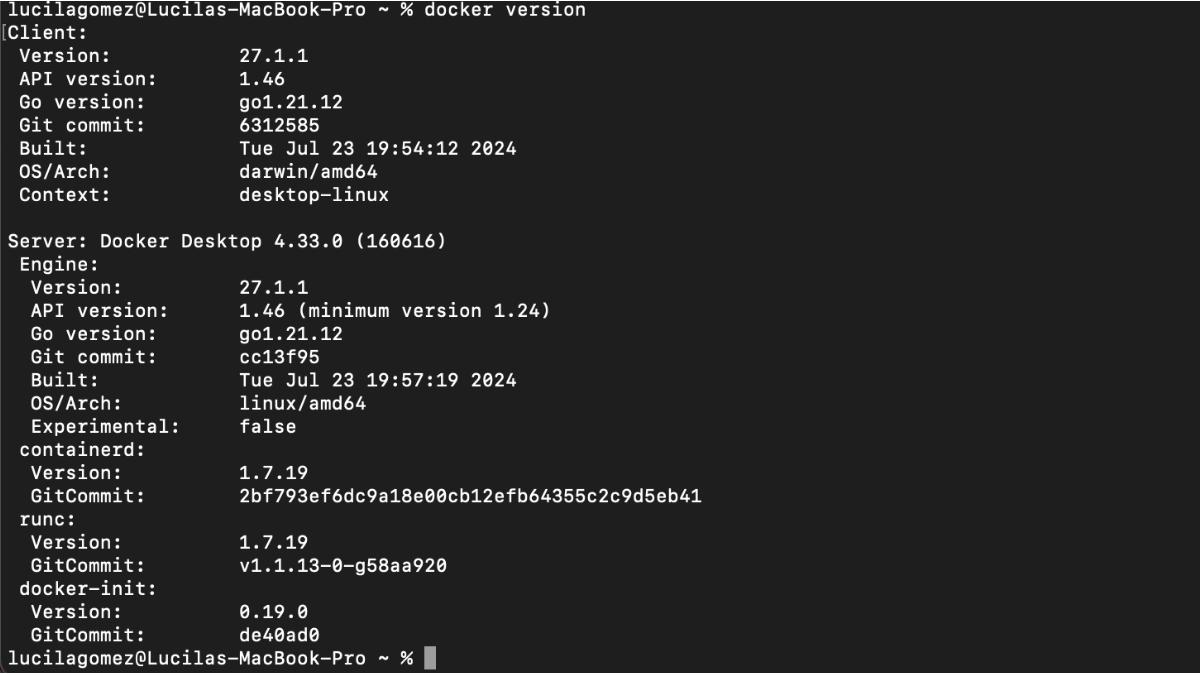 lucilagomez@Lucilas-MacBook-Pro ~ % docker version
[Client:
 Version:           27.1.1
 API version:       1.46
 Go version:        go1.21.12
 Git commit:        6312585
 Built:             Tue Jul 23 19:54:12 2024
 OS/Arch:           darwin/amd64
 Context:           desktop-linux

Server: Docker Desktop 4.33.0 (160616)
 Engine:
  Version:          27.1.1
  API version:      1.46 (minimum version 1.24)
  Go version:       go1.21.12
  Git commit:       cc13f95
  Built:            Tue Jul 23 19:57:19 2024
  OS/Arch:          linux/amd64
  Experimental:     false
 containerd:
  Version:          1.7.19
  GitCommit:        2bf793ef6dc9a18e00cb12efb64355c2c9d5eb41
 runc:
  Version:          1.7.19
  GitCommit:        v1.1.13-0-g58aa920
 docker-init:
  Version:          0.19.0
  GitCommit:        de40ad0
lucilagomez@Lucilas-MacBook-Pro ~ %